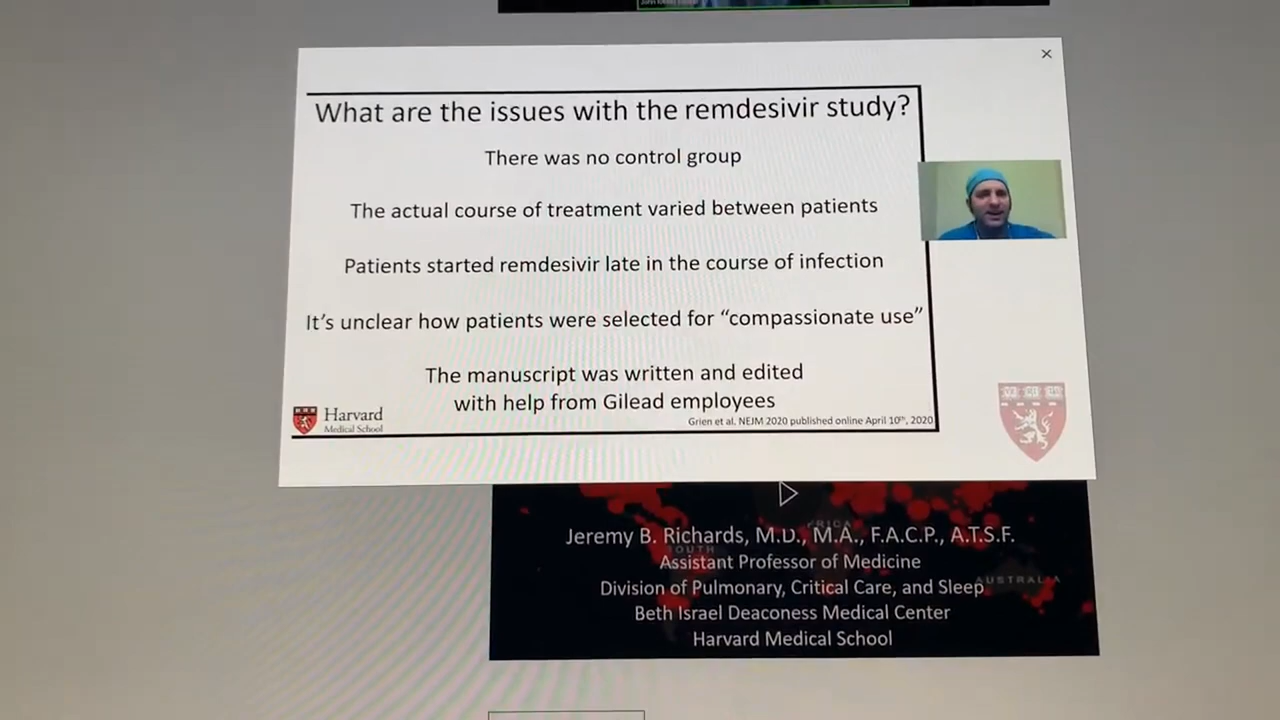 ×
What are the issues with the remdesivir study?
There was no control group
The actual course of treatment varied between patients
Patients started remdesivir late in the course of infection
It's unclear how patients were selected for “compassionate use”
The manuscript was written and edited
with help from Gilead employees
Harvard
Medical School
Grien et al. NEJM 2020 published online April 10th, 2020
Jeremy B. Richards, M.D., M.A., F.A.C.P., A.T.S.F.
SOUTH
Assistant Professor of Medicine
Division of Pulmonary, Critical Care, and Sleep
AUSTRALIA
Beth Israel Deaconess Medical Center
Harvard Medical School